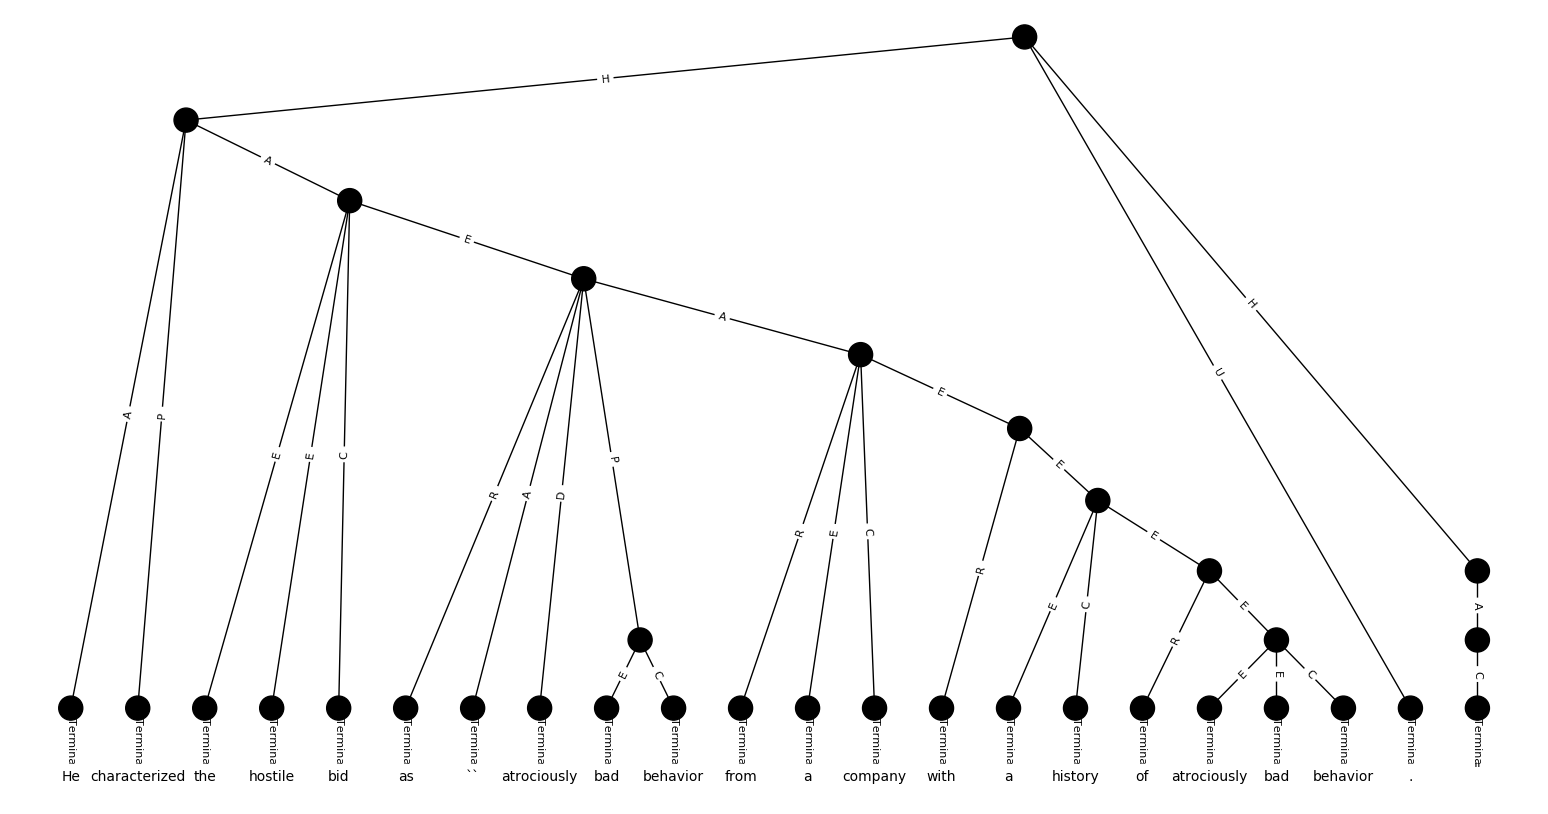 H
A
E
A
H
E
U
A
P
E
E
C
P
E
R
A
D
R
E
C
E
R
E
C
E
A
R
E
C
E
E
C
C
Termina Termina Termina Termina Termina Termina Termina Termina Termina Termina Termina Termina Termina Termina Termina Termina Termina Termina Termina Termina Termina Termina
He characterized the hostile bid as `` atrociously bad behavior from a company with a history of atrociously bad behavior .